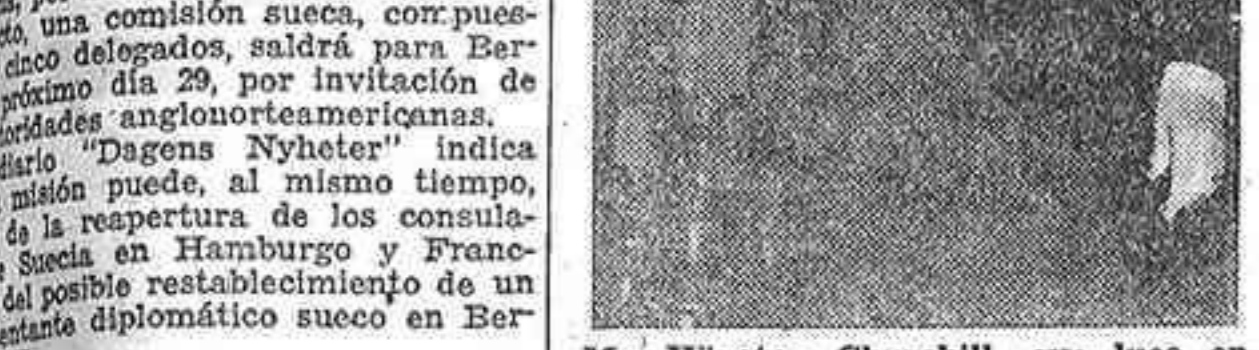 una comisión sueca, compues-
cinco delegados, saldrá para Ber-
próximo día 29, por invitación de
toridades anglonorteamericanas.
diario "Dagens Nyheter" indica
misión puede, al mismo tiempo,
de la reapertura de los consula-
Suecia en Hamburgo y Franc-
del posible restablecimiento de un
entante diplomático sueco en Ber-